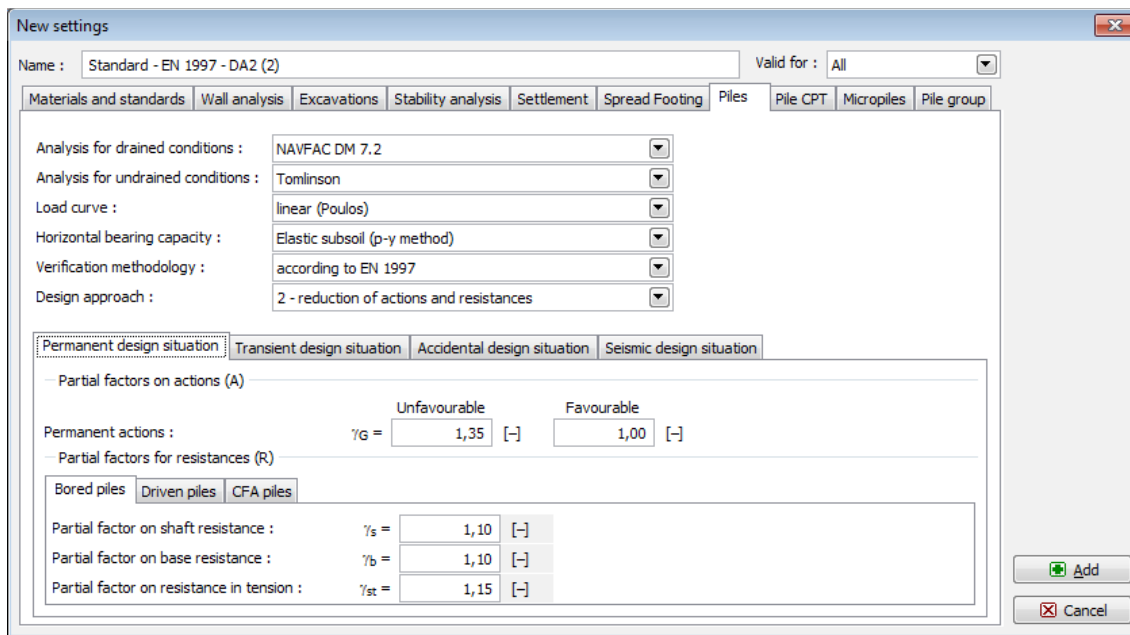 New settings
Name : Standard - EN 1997 - DA2 (2) Valid for : All
Materials and standards Wall analysis Excavations Stability analysis Settlement Spread Footing Piles Pile CPT Micropiles Pile group
Analysis for drained conditions : NAVFAC DM 7.2
Analysis for undrained conditions : Tomlinson
Load curve : linear (Poulos)
Horizontal bearing capacity : Elastic subsoil (p-y method)
Verification methodology : according to EN 1997
Design approach : 2 - reduction of actions and resistances
Permanent design situation Transient design situation Accidental design situation Seismic design situation
Partial factors on actions (A)
Unfavourable Favourable
Permanent actions : γG = 1,35 [–] 1,00 [–]
Partial factors for resistances (R)
Bored piles Driven piles CFA piles
Partial factor on shaft resistance : γs = 1,10 [–]
Partial factor on base resistance : γb = 1,10 [–]
Partial factor on resistance in tension : γst = 1,15 [–]
Add
Cancel